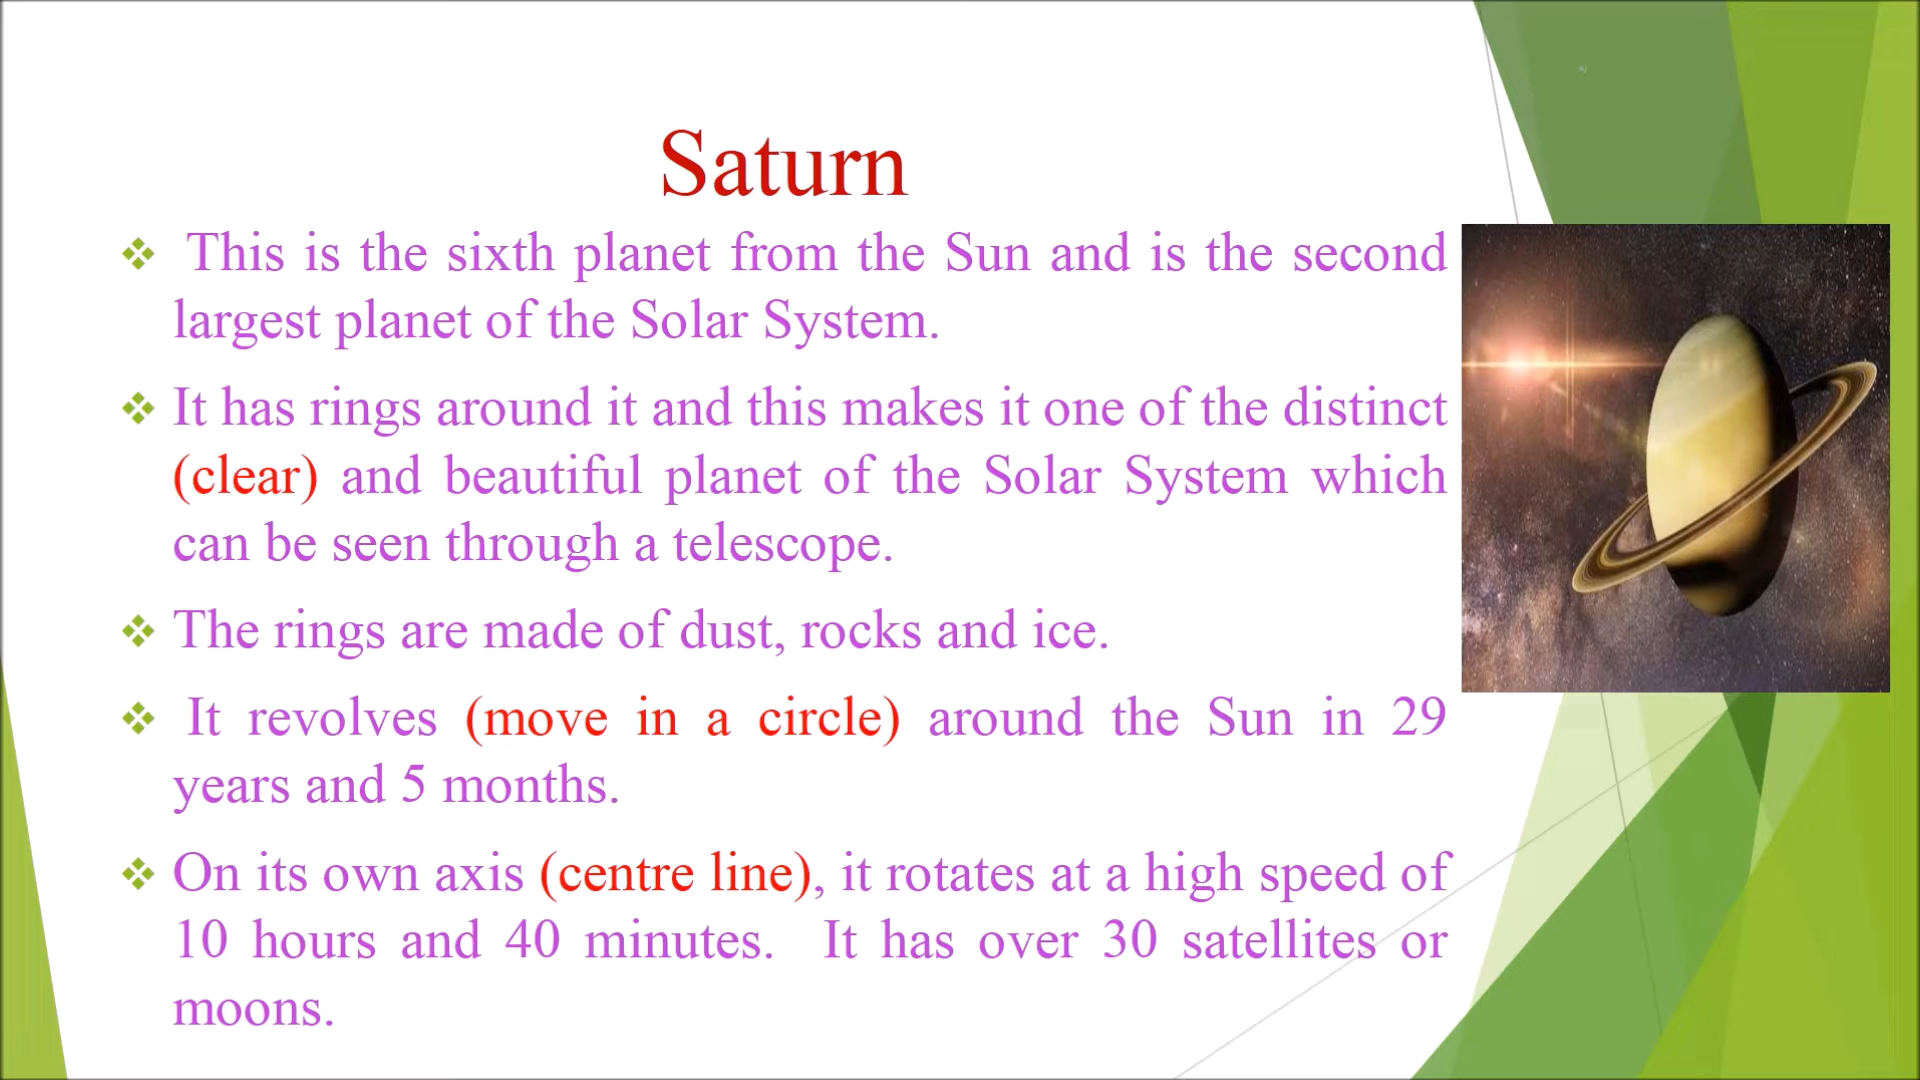 Saturn
This is the sixth planet from the Sun and is the second
largest planet of the Solar System.
It has rings around it and this makes it one of the distinct
(clear) and beautiful planet of the Solar System which
can be seen through a telescope.
The rings are made of dust, rocks and ice.
It revolves (move in a circle) around the Sun in 29
years and 5 months.
On its own axis (centre line), it rotates at a high speed of
10 hours and 40 minutes. It has over 30 satellites or
moons.